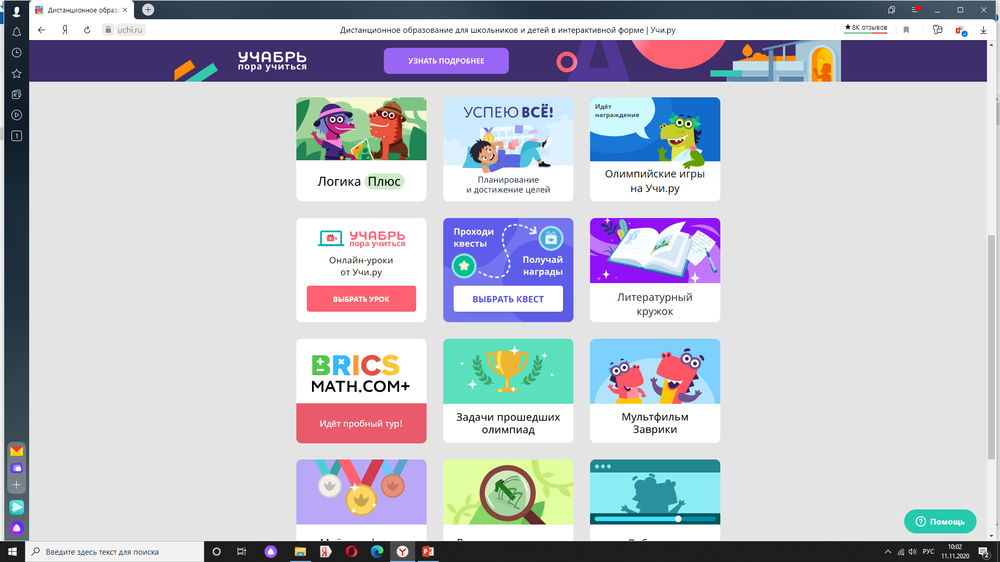 Дистанционное образо
uchi.ru
Дистанционное образование для школьников и детей в интерактивной форме | Учи.ру
★8К отзывов
1
УЧАБРЬ
пора учиться
УЗНАТЬ ПОДРОБНЕЕ
Логика Плюс
УСПЕЮ ВСЁ!
Планирование
и достижение целей
Идёт
награждение
Олимпийские игры
на Учи.ру
УЧАБРЬ
пора учиться
Онлайн-уроки
от Учи.ру
ВЫБРАТЬ УРОК
Проходи
квесты
Получай
награды
ВЫБРАТЬ КВЕСТ
Литературный
кружок
BRICS
MATH.COM+
Идёт пробный тур!
Задачи прошедших
олимпиад
Мультфильм
Заврики
Помощь
Введите здесь текст для поиска
РУС
10:02
11.11.2020
2